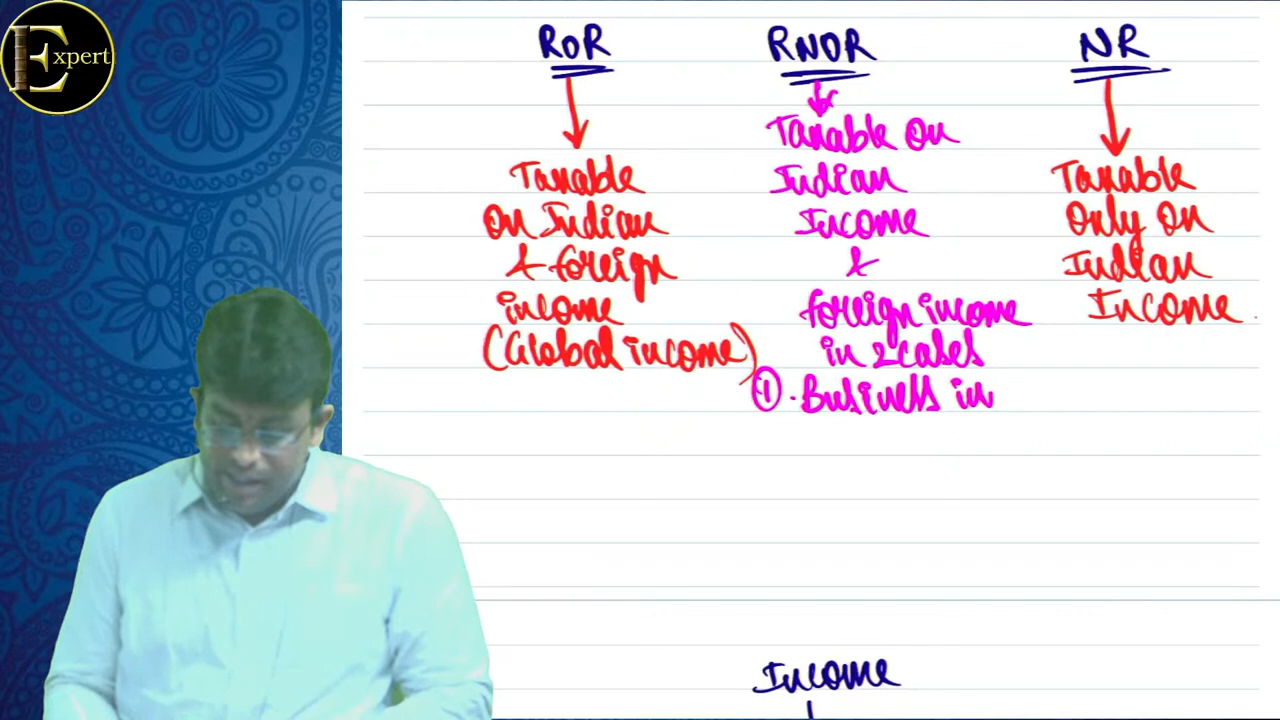 Expert
ROR
Taxable
on Indian
& foreign
income
(Global income)
RNOR
Taxable on
Indian
Income
&
foreign income
in 2 cases
① . Business in
NR
Taxable
Only on
Indian
Income.
Income